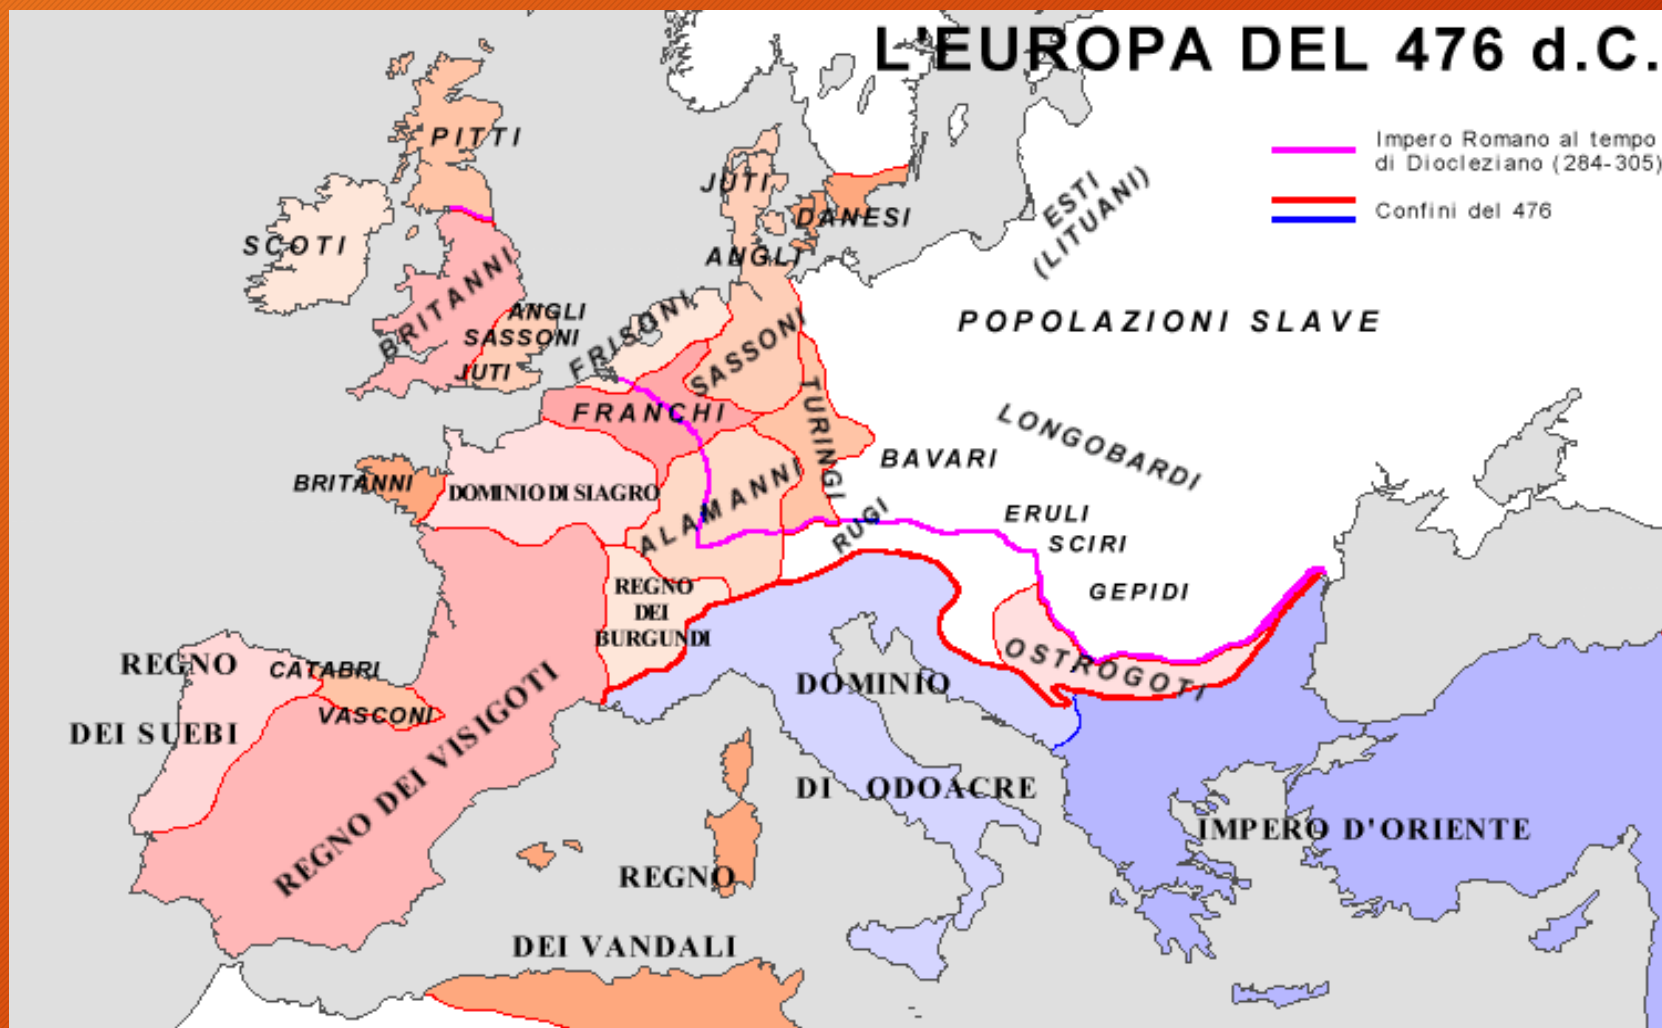 L'EUROPA DEL 476 d.C.
Impero Romano al tempo
di Diocleziano (284-305)
Confini del 476
PITTI
SCOTI
BRITANNI
ANGLI
SASSONI
JUTI
JUTI
DANESI
ANGLI
ESTI
(LITUANI)
POPOLAZIONI SLAVE
FRISONI
SASSONI
FRANCHI
TURINGI
LONGOBARDI
BAVARI
BRITANNI
DOMINIO DI SIAGRO
ALAMANNI
RUGI
ERULI
SCIRI
GEPIDI
REGNO
DEI
BURGUNDI
OSTROGOTI
REGNO
DEI SUEBI
CATABRI
VASCONI
REGNO DEI VISIGOTI
DOMINIO
DI ODOACRE
IMPERO D'ORIENTE
REGNO
DEI VANDALI